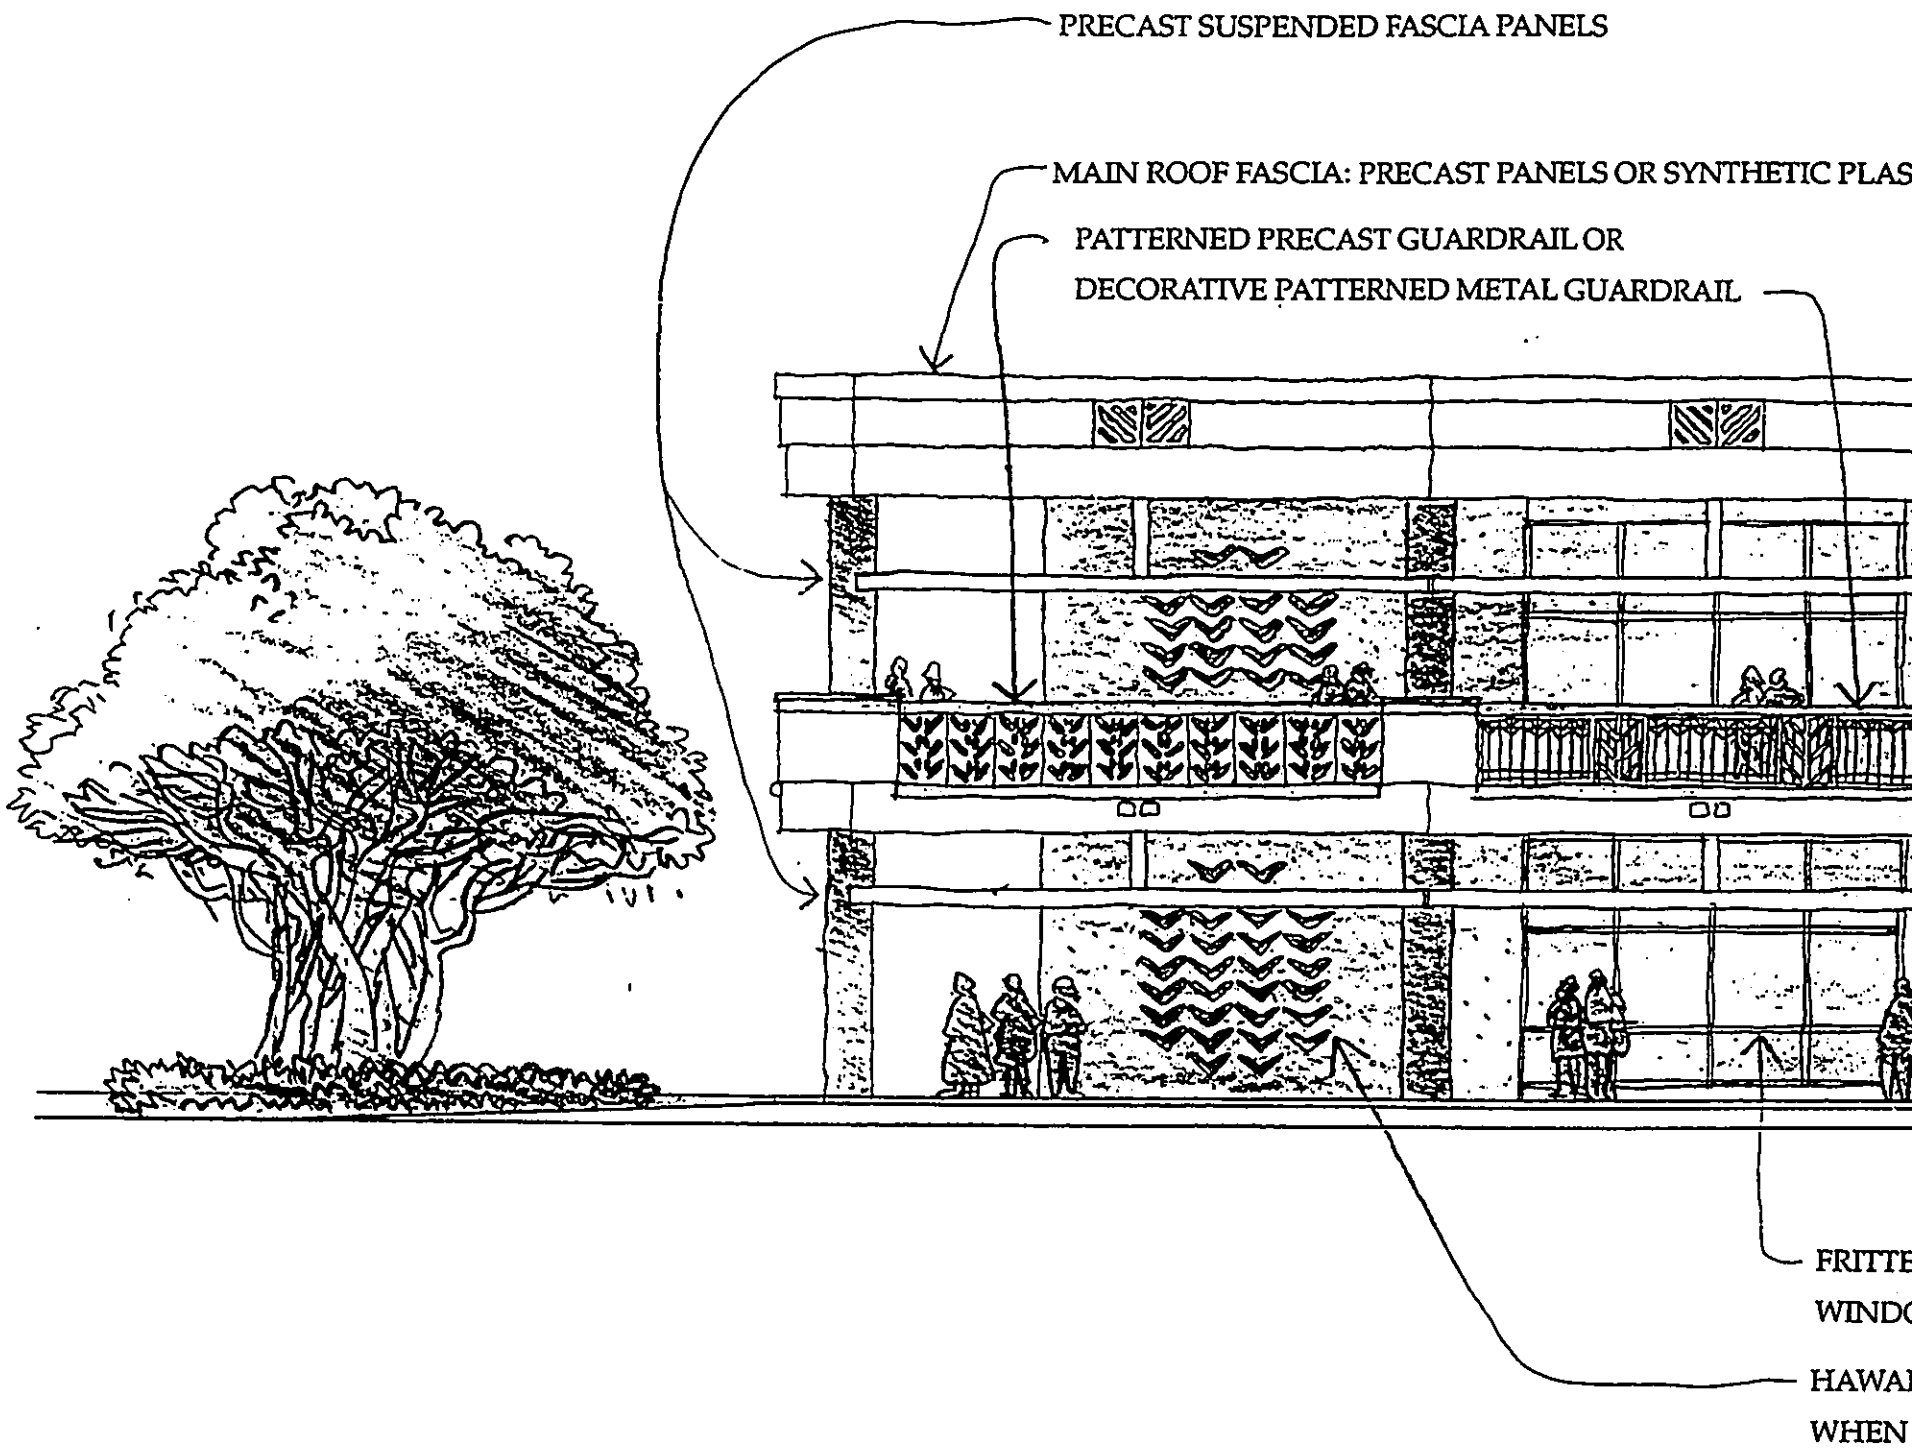 PRECAST SUSPENDED FASCIA PANELS
MAIN ROOF FASCIA: PRECAST PANELS OR SYNTHETIC PLAS
PATTERNED PRECAST GUARDRAIL OR
DECORATIVE PATTERNED METAL GUARDRAIL
FRITTE
WINDO
HAWAI
WHEN